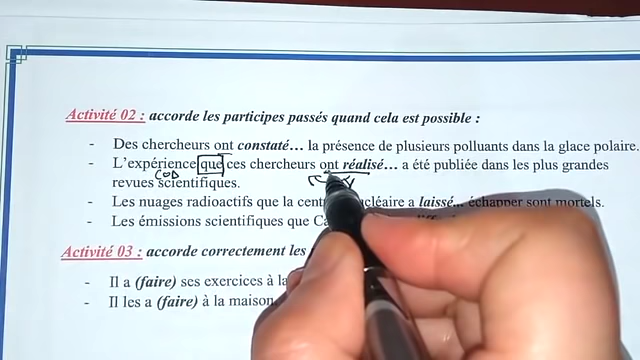 Activité 02 : accorde les participes passés quand cela est possible :
- Des chercheurs ont constaté... la présence de plusieurs polluants dans la glace polaire.
- L'expérience que ces chercheurs ont réalisé... a été publiée dans les plus grandes
COD
revues scientifiques.
- Les nuages radioactifs que la cent ucléaire a laissé... échapper sont mortels.
- Les émissions scientifiques que Ca
Activité 03 : accorde correctement les
- Il a (faire) ses exercices à la
- Il les a (faire) à la maison